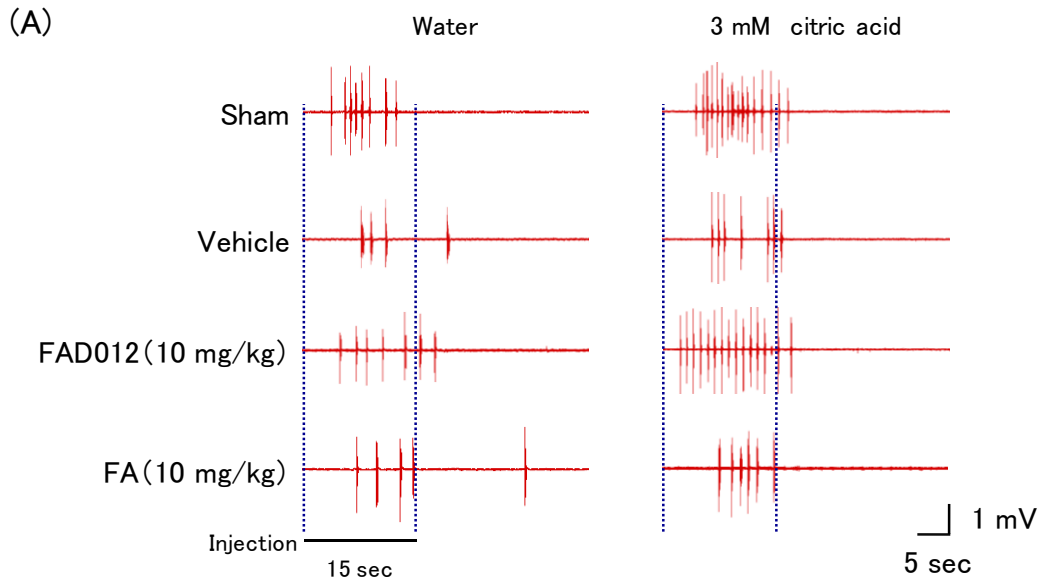 (A)
Water
3 mM citric acid
Sham
Vehicle
FAD012(10 mg/kg)
FA(10 mg/kg)
Injection
15 sec
1 mV
5 sec